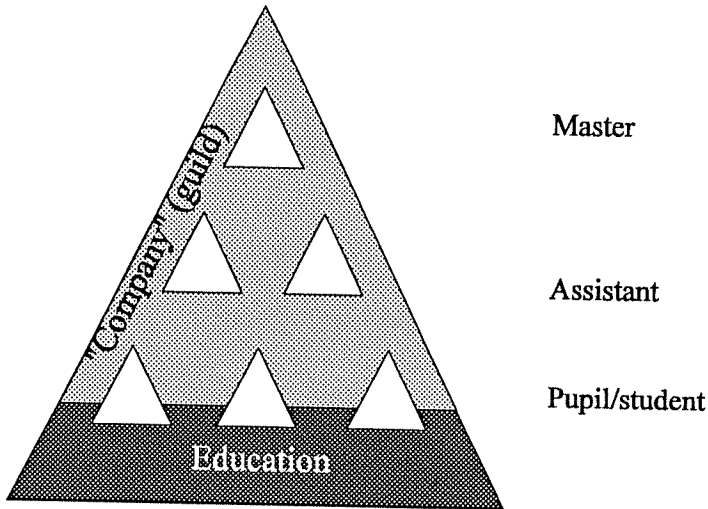 Master
"Company" (guild)
Assistant
Pupil/student
Education